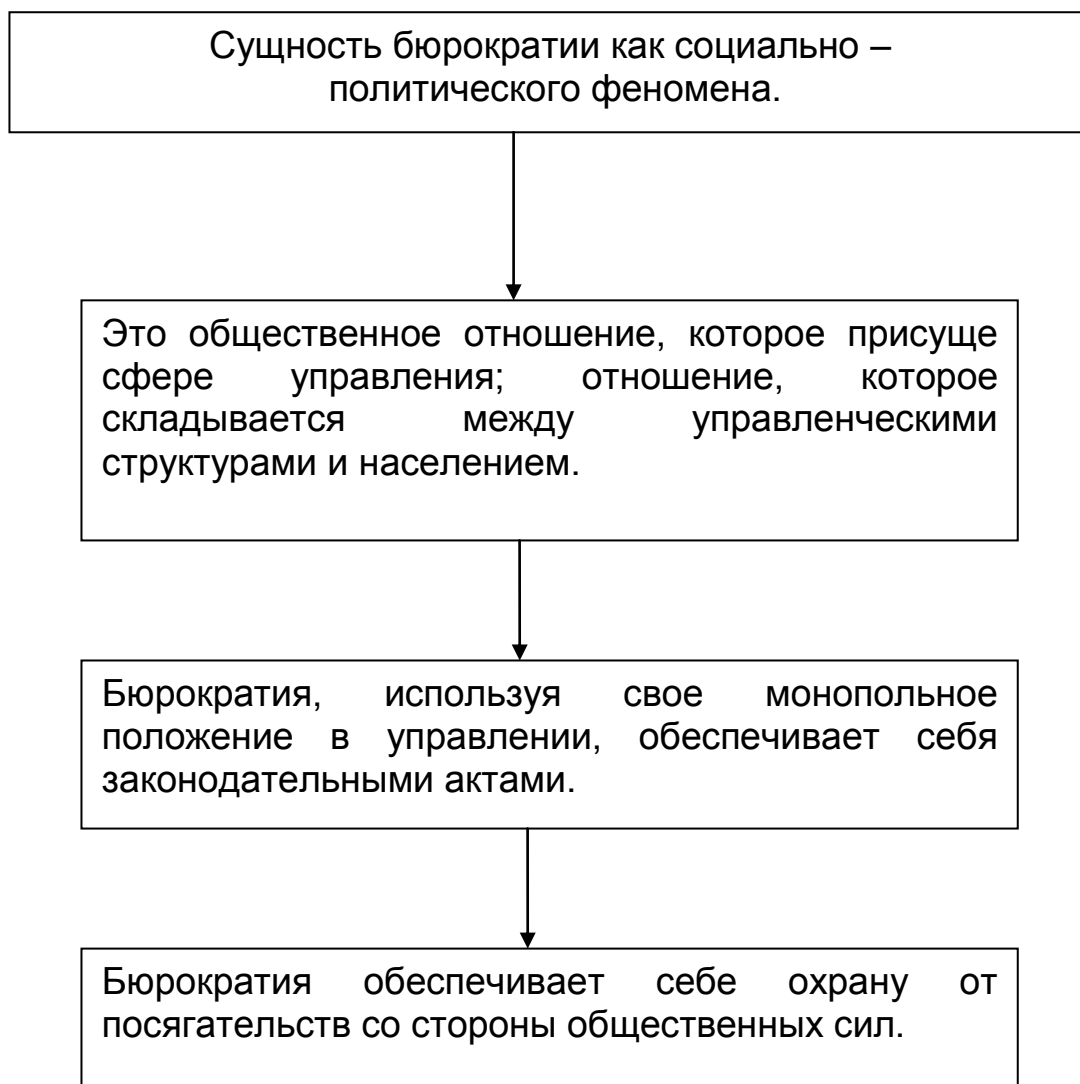 Сущность бюрократии как социально –
политического феномена.
Это общественное отношение, которое присуще
сфере управления; отношение, которое
складывается между управленческими
структурами и населением.
Бюрократия, используя свое монопольное
положение в управлении, обеспечивает себя
законодательными актами.
Бюрократия обеспечивает себе охрану от
посягательств со стороны общественных сил.